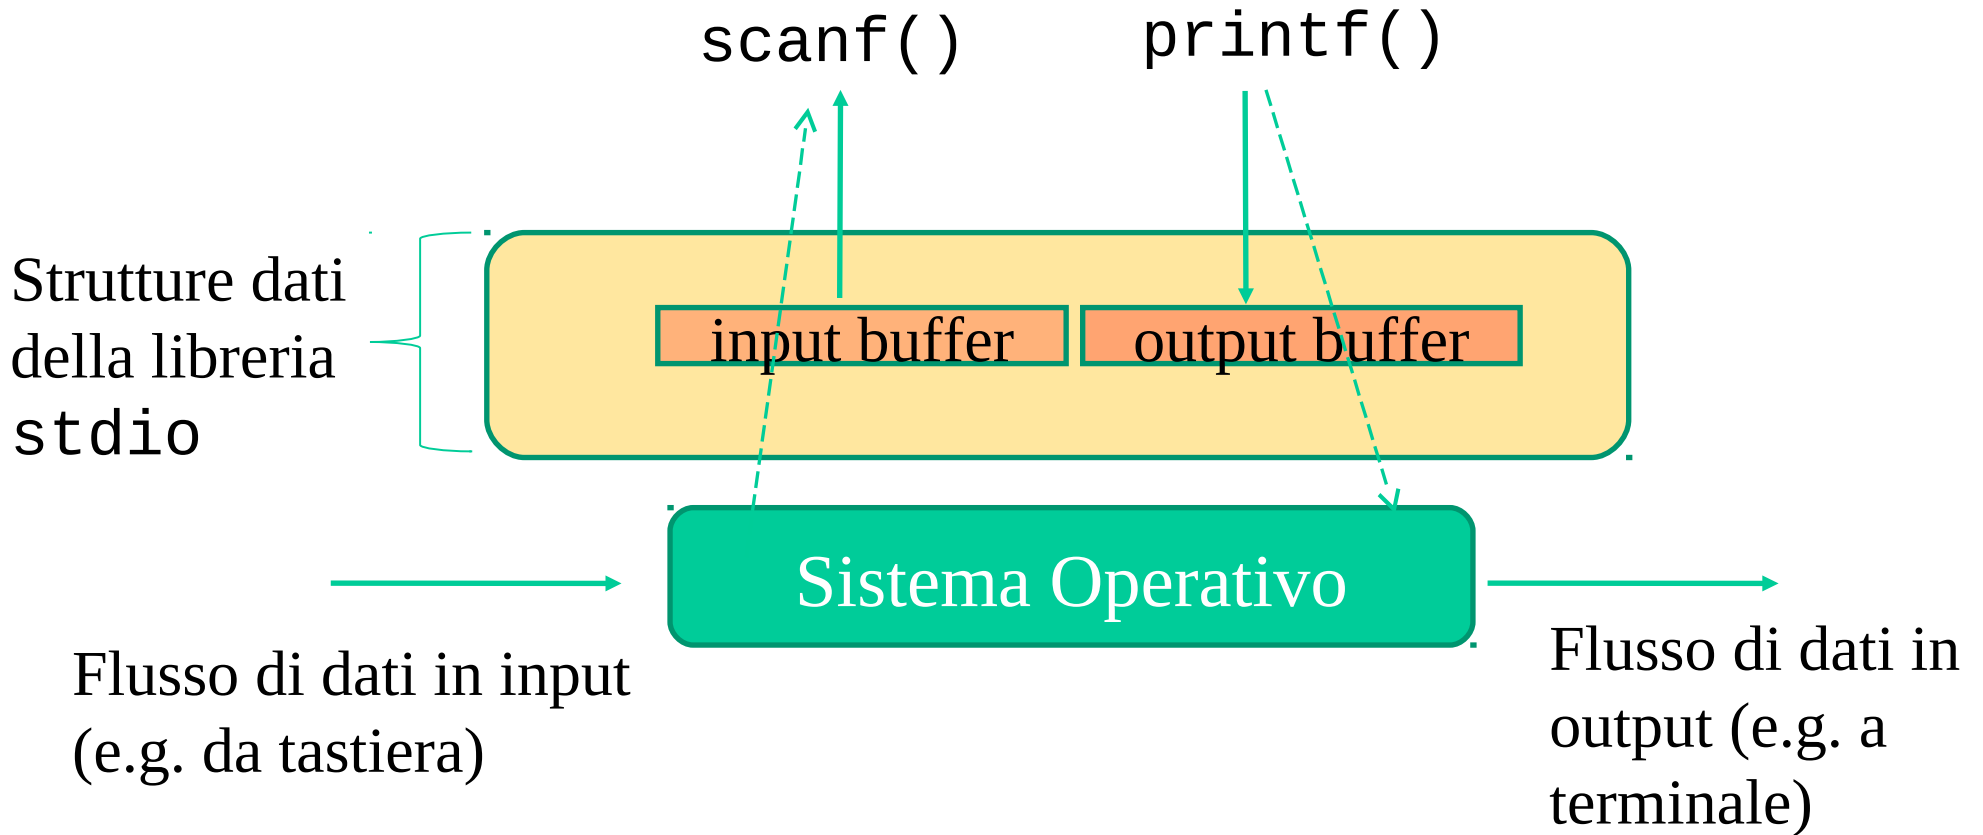 scanf()
printf()
Strutture dati
della libreria
stdio
input buffer
output buffer
Sistema Operativo
Flusso di dati in input
(e.g. da tastiera)
Flusso di dati in
output (e.g. a
terminale)